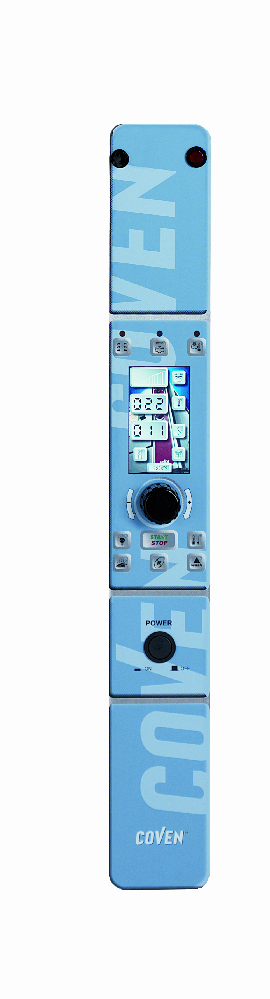 COVEN
SUPER
022
011
13:24
- +
START
STOP
R
wash
POWER
ON OFF
COVEN
COVEN